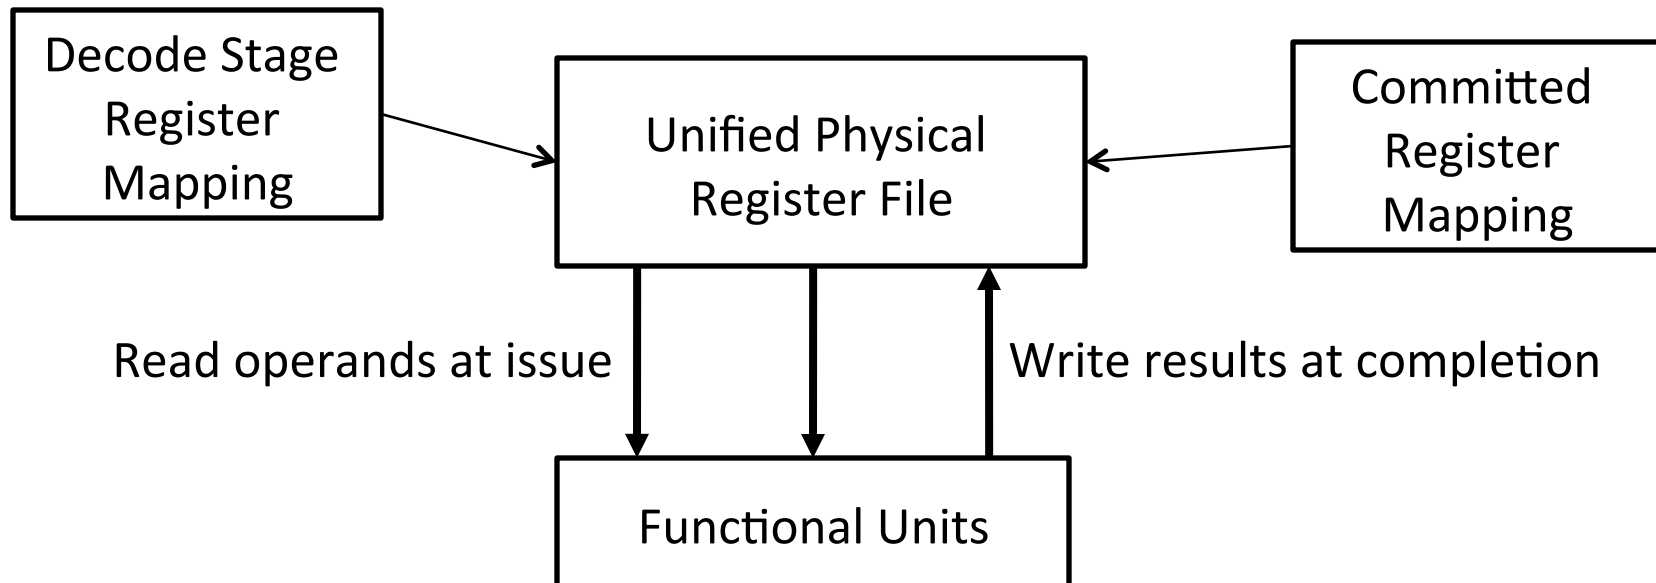 Decode Stage
Register
Mapping
Unified Physical
Register File
Committed
Register
Mapping
Read operands at issue
Write results at completion
Functional Units